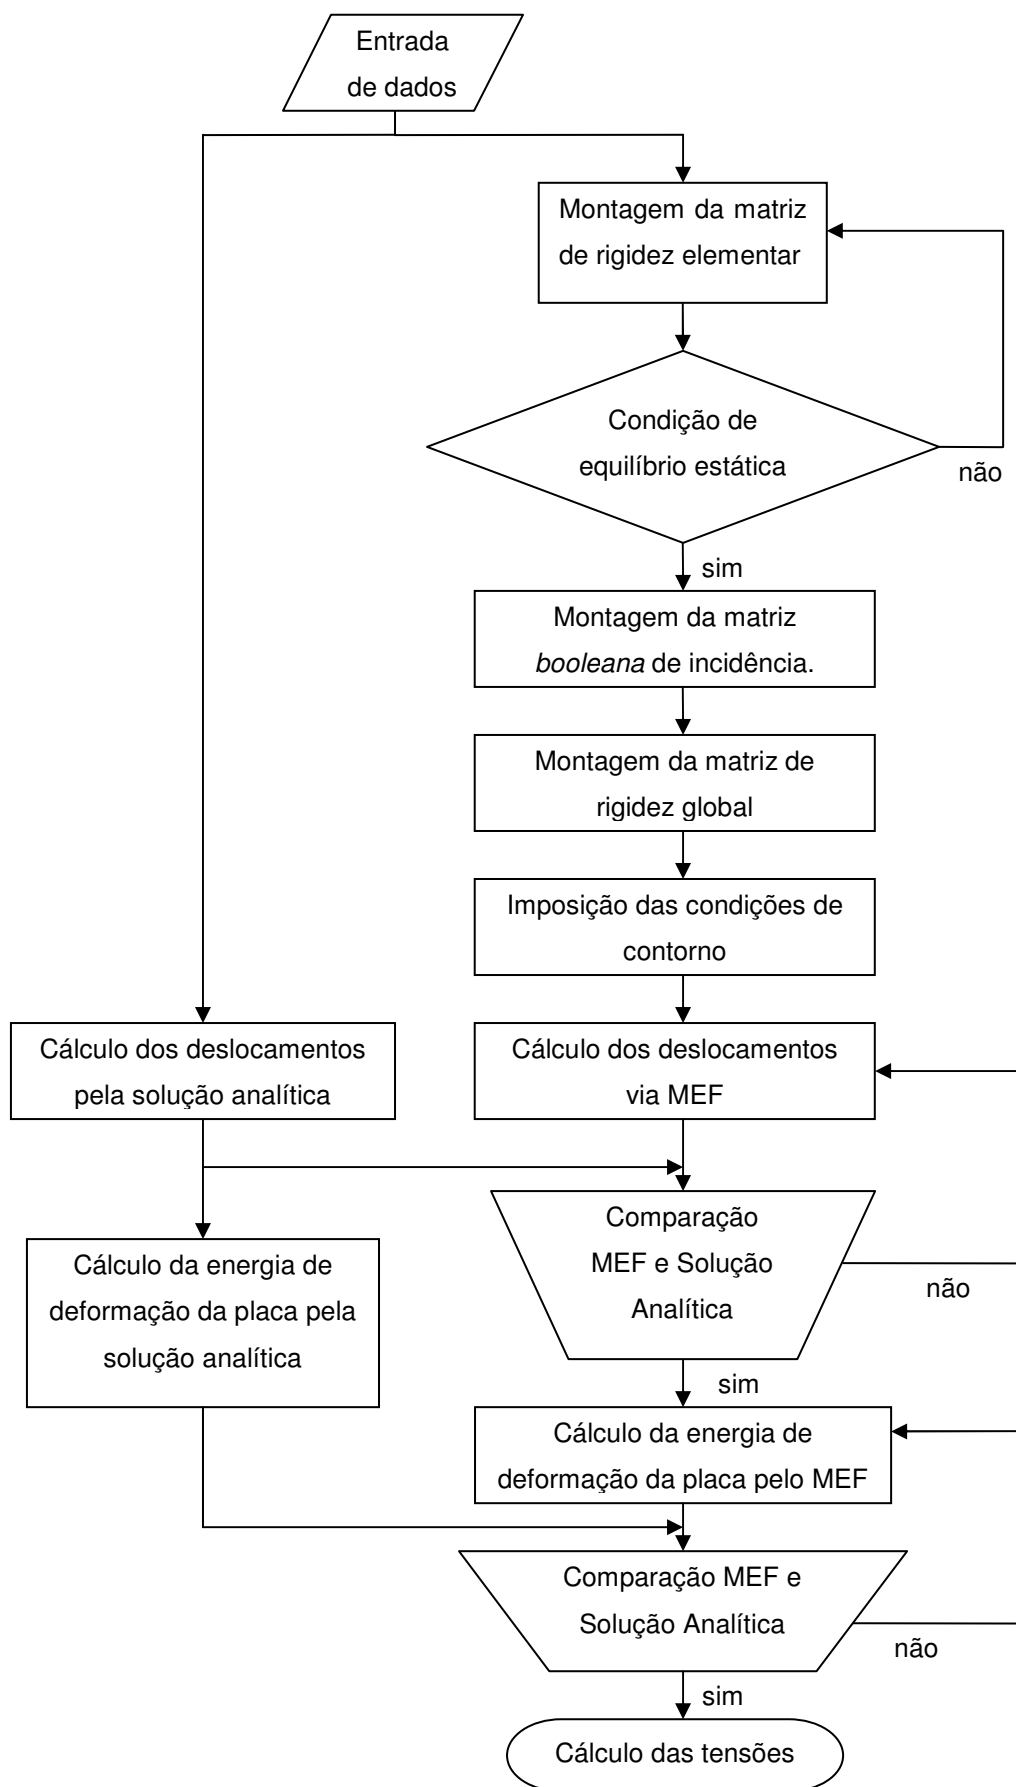 Entrada
de dados
Montagem da matriz
de rigidez elementar
Condição de
equilíbrio estática
não
sim
Montagem da matriz
booleana de incidência.
Montagem da matriz de
rigidez global
Imposição das condições de
contorno
Cálculo dos deslocamentos
pela solução analítica
Cálculo dos deslocamentos
via MEF
Comparação
MEF e Solução
Analítica
não
Cálculo da energia de
deformação da placa pela
solução analítica
sim
Cálculo da energia de
deformação da placa pelo MEF
Comparação MEF e
Solução Analítica
não
sim
Cálculo das tensões